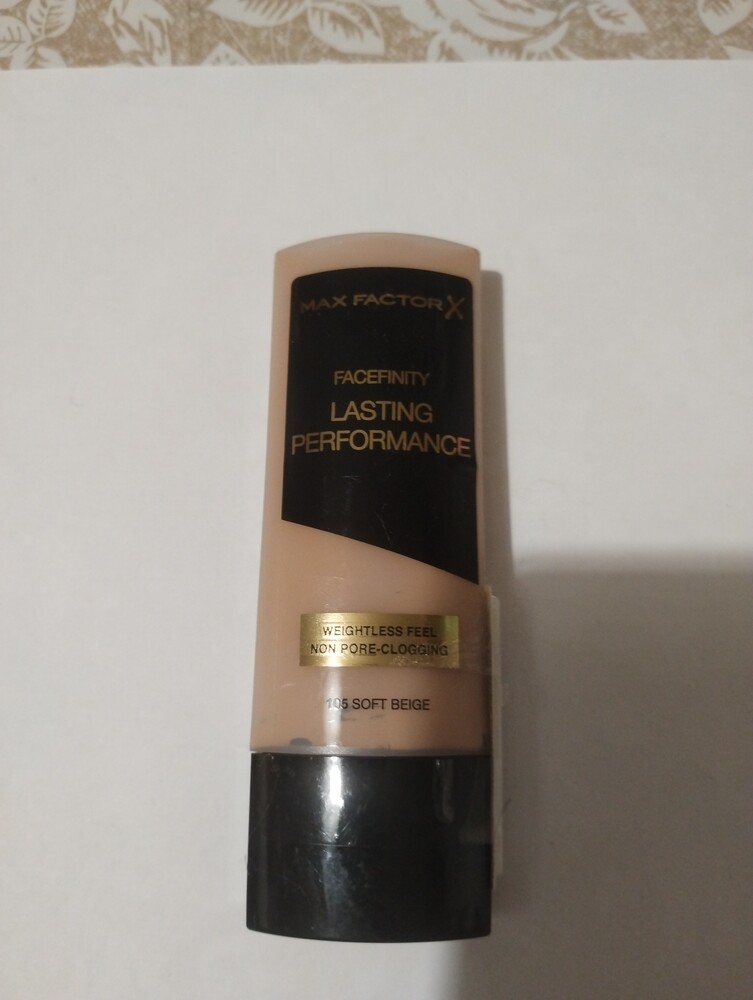 MAX FACTOR X
FACEFINITY
LASTING
PERFORMANCE
WEIGHTLESS FEEL
NON PORE-CLOGGING
105 SOFT BEIGE